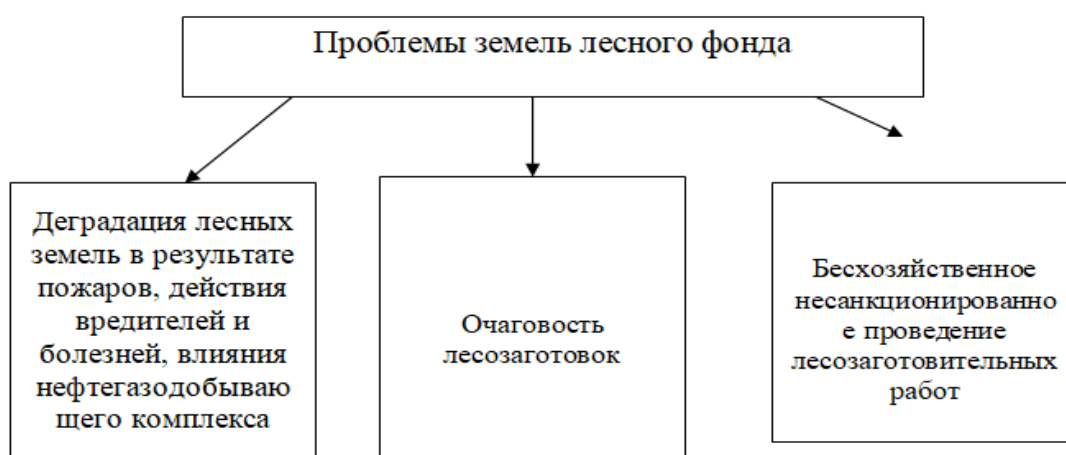 Проблемы земель лесного фонда
Деградация лесных
земель в результате
пожаров, действия
вредителей и
болезней, влияния
нефтегазодобываю
щего комплекса
Очаговость
лесозаготовок
Бесхозяйственное
несанкционированно
е проведение
лесозаготовительных
работ